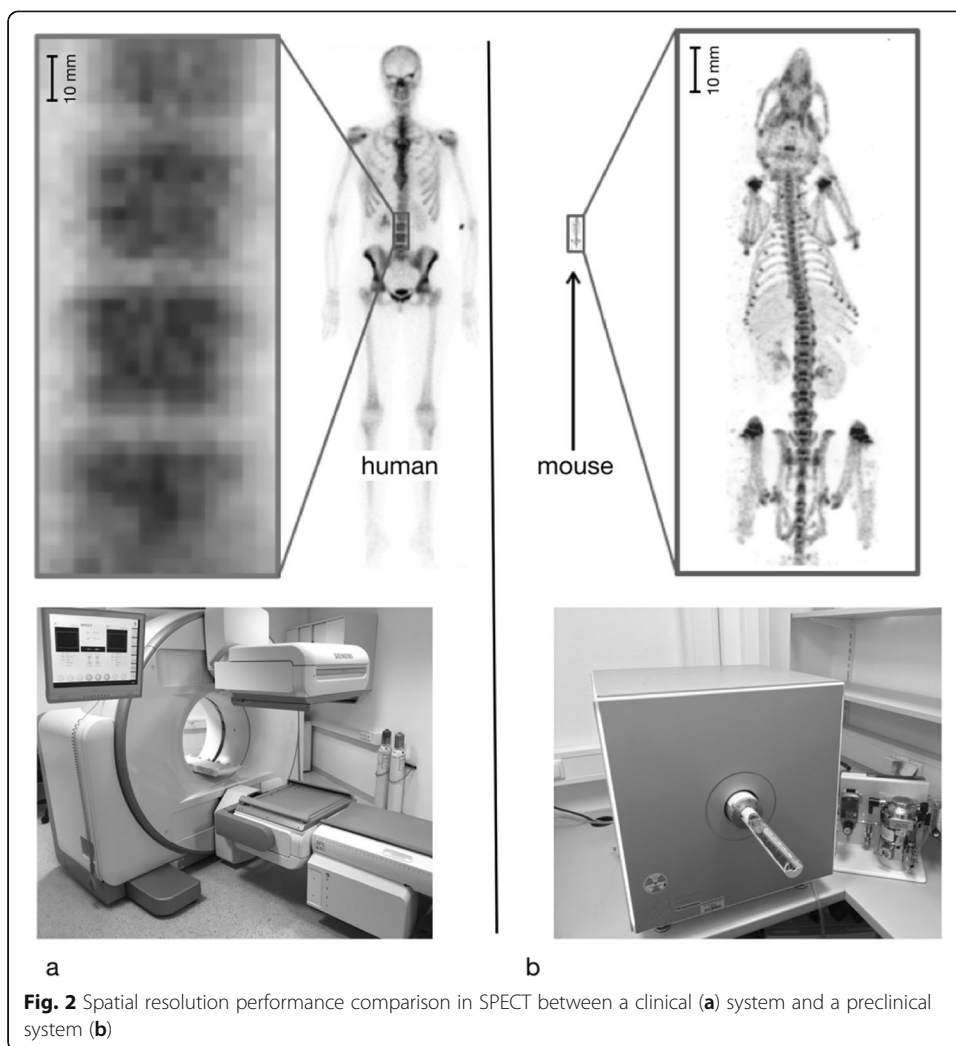 10 mm
10 mm
human
mouse
SPECT
SIEMENS
a
b
Fig. 2 Spatial resolution performance comparison in SPECT between a clinical (a) system and a preclinical
system (b)